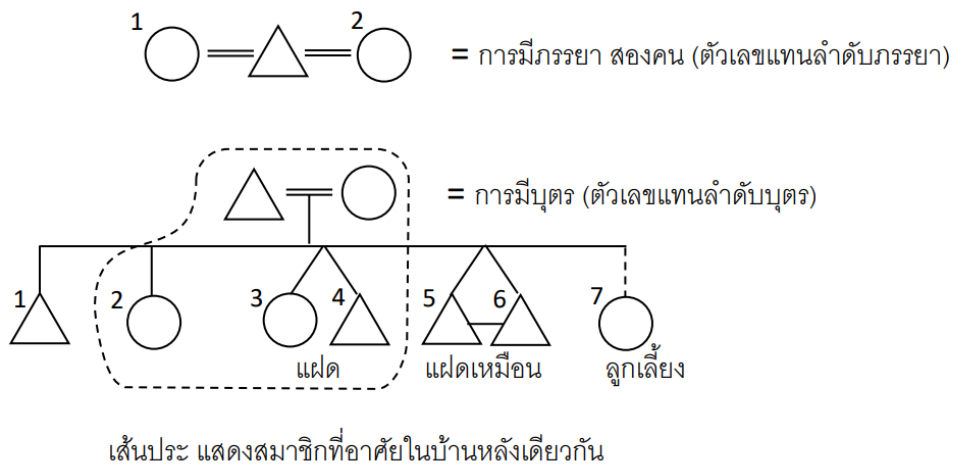 1 2
= การมีภรรยา สองคน (ตัวเลขแทนลำดับภรรยา)
= การมีบุตร (ตัวเลขแทนลำดับบุตร)
1 2 3 4 5 6 7
แฝด แฝดเหมือน ลูกเลี้ยง
เส้นประ แสดงสมาชิกที่อาศัยในบ้านหลังเดียวกัน